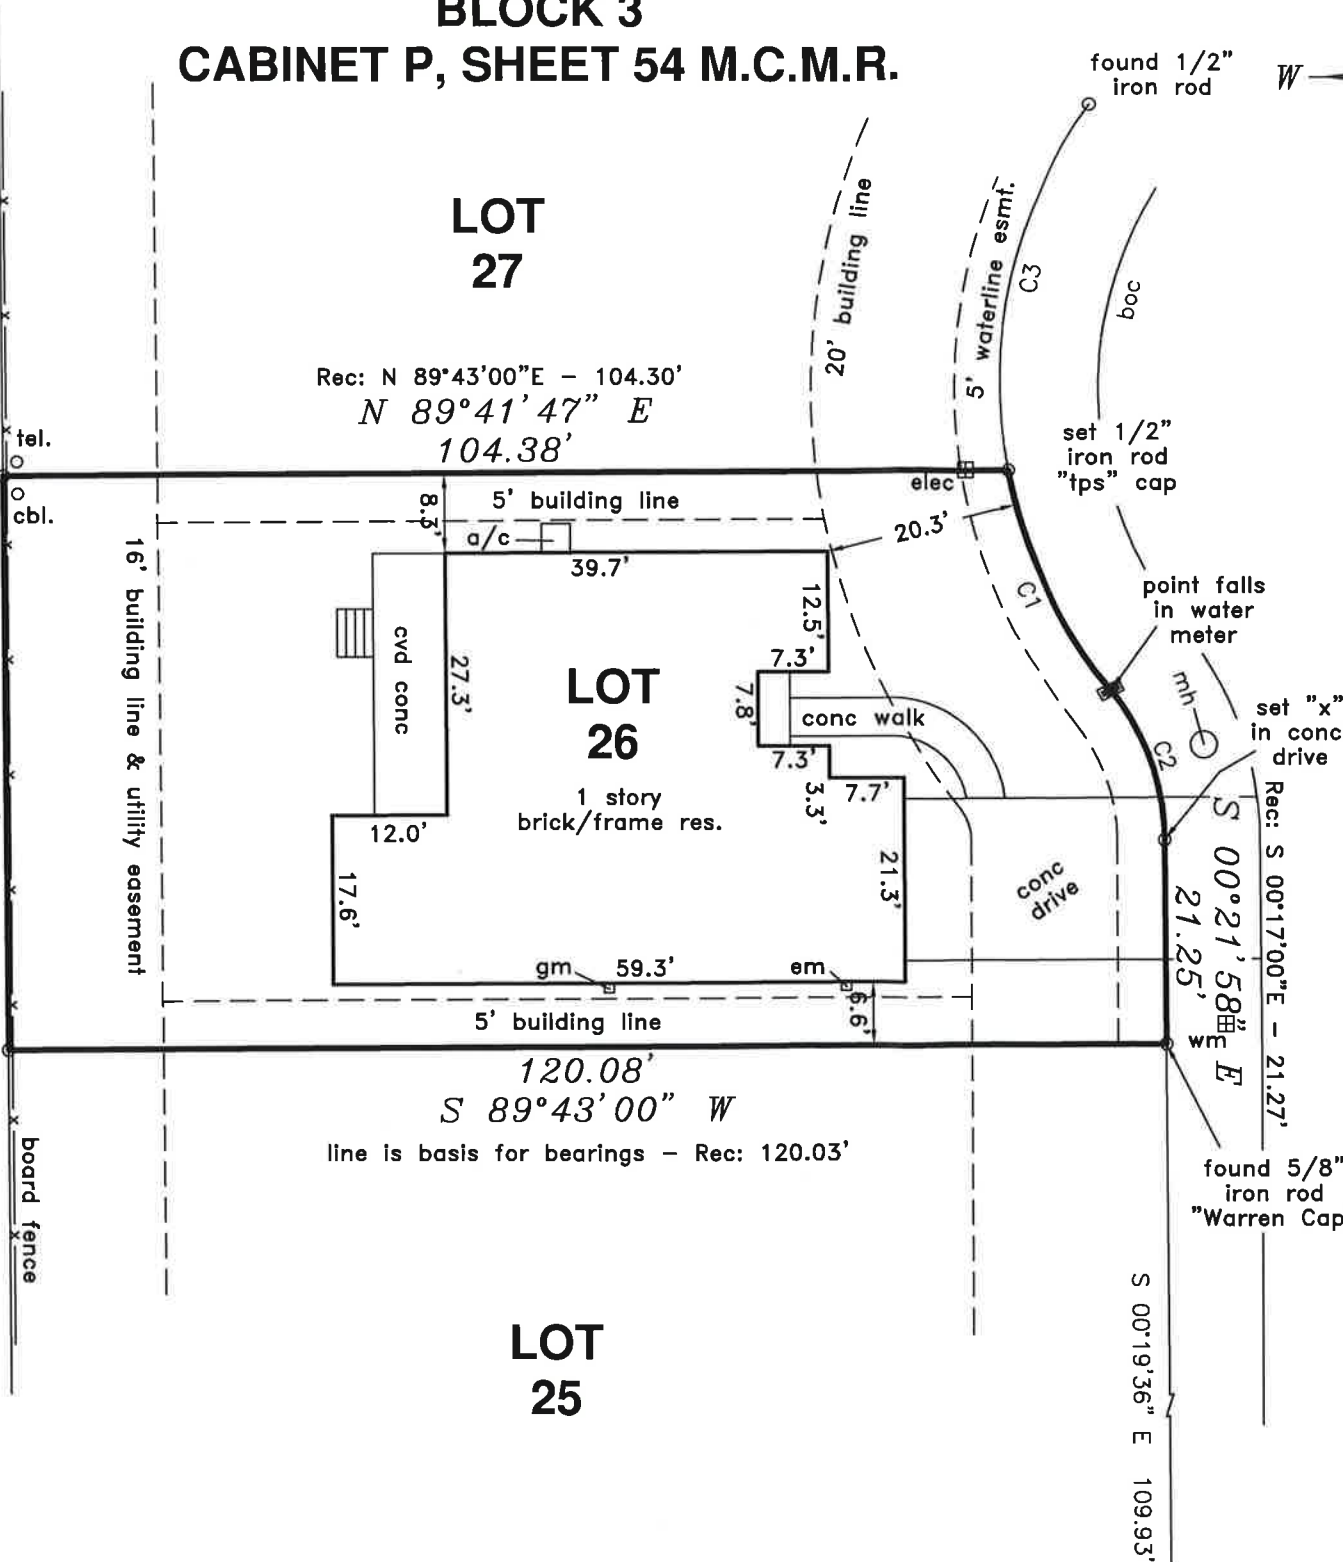 BLOCK 3
CABINET P, SHEET 54 M.C.M.R.
found 1/2"
iron rod
W
LOT
27
20' building line
5' waterline esmt.
C3
boc
Rec: N 89°43'00"E - 104.30'
N 89°41'47" E
104.38'
set 1/2"
iron rod
"tps" cap
tel.
cbl.
elec
5' building line
8.3'
a/c
39.7'
20.3'
16' building line & utility easement
cvd conc
27.3'
12.5'
C1
point falls
in water
meter
7.3'
7.8'
LOT
26
conc walk
mh
set "x"
in conc
drive
7.3'
C2
1 story
brick/frame res.
3.3'
7.7'
12.0'
17.6'
21.3'
conc
drive
S 00°21'58" E
21.25'
Rec: S 00°17'00"E - 21.27'
gm
59.3'
em
6.6'
5' building line
wm
120.08'
S 89°43'00" W
line is basis for bearings - Rec: 120.03'
board fence
found 5/8"
iron rod
"Warren Cap
S 00°19'36" E 109.93'
LOT
25